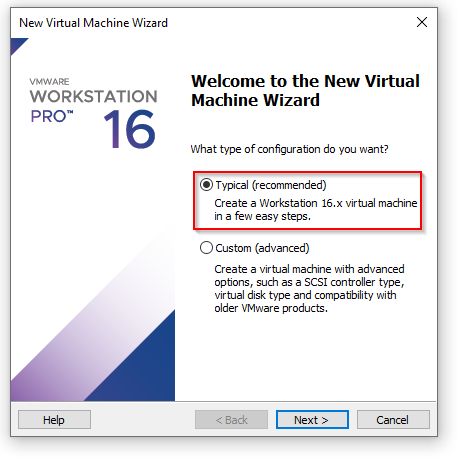 New Virtual Machine Wizard
VMWARE
WORKSTATION
PRO™ 16
Welcome to the New Virtual
Machine Wizard
What type of configuration do you want?
Typical (recommended)
Create a Workstation 16.x virtual machine
in a few easy steps.
Custom (advanced)
Create a virtual machine with advanced
options, such as a SCSI controller type,
virtual disk type and compatibility with
older VMware products.
Help
< Back
Next >
Cancel